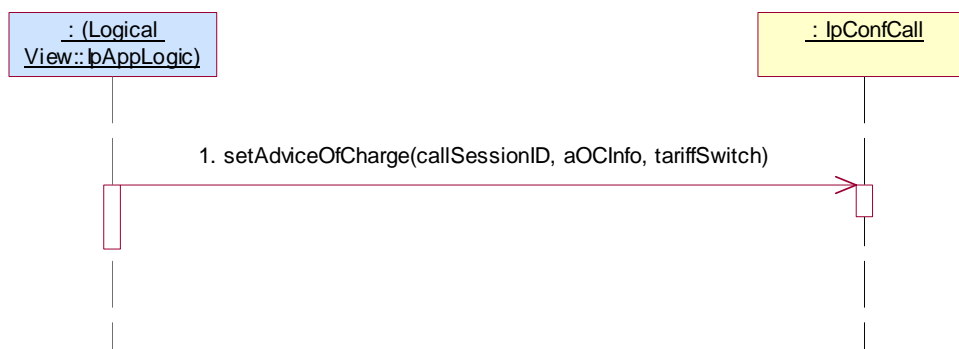 : (Logical
View::IpAppLogic)
: IpConfCall
1. setAdviceOfCharge(callSessionID, aOCInfo, tariffSwitch)